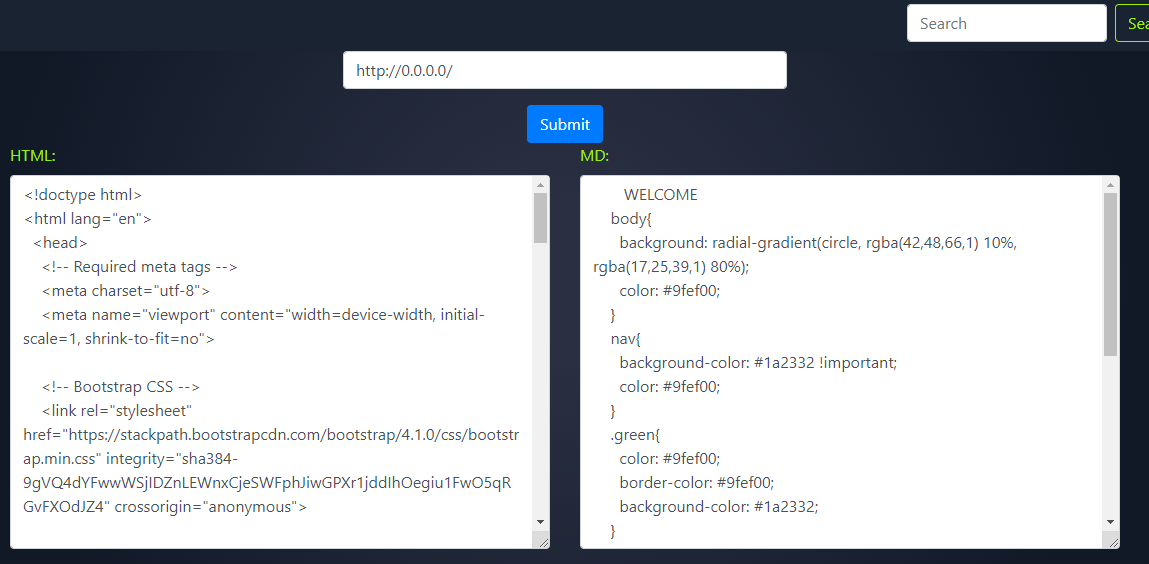 Search
Sea
http://0.0.0.0/
Submit
HTML:
<!doctype html>
<html lang="en">
<head>
<!-- Required meta tags -->
<meta charset="utf-8">
<meta name="viewport" content="width=device-width, initial-
scale=1, shrink-to-fit=no">
<!-- Bootstrap CSS -->
<link rel="stylesheet"
href="https://stackpath.bootstrapcdn.com/bootstrap/4.1.0/css/bootstr
ap.min.css" integrity="sha384-
9gVQ4dYFwwWSjIDZnLEWnxCjeSWFphJiwGPXr1jddIhOegiu1FwO5qR
GvFXOdJZ4" crossorigin="anonymous">
MD:
WELCOME
body{
background: radial-gradient(circle, rgba(42,48,66,1) 10%,
rgba(17,25,39,1) 80%);
color: #9fef00;
}
nav{
background-color: #1a2332 !important;
color: #9fef00;
}
.green{
color: #9fef00;
border-color: #9fef00;
background-color: #1a2332;
}